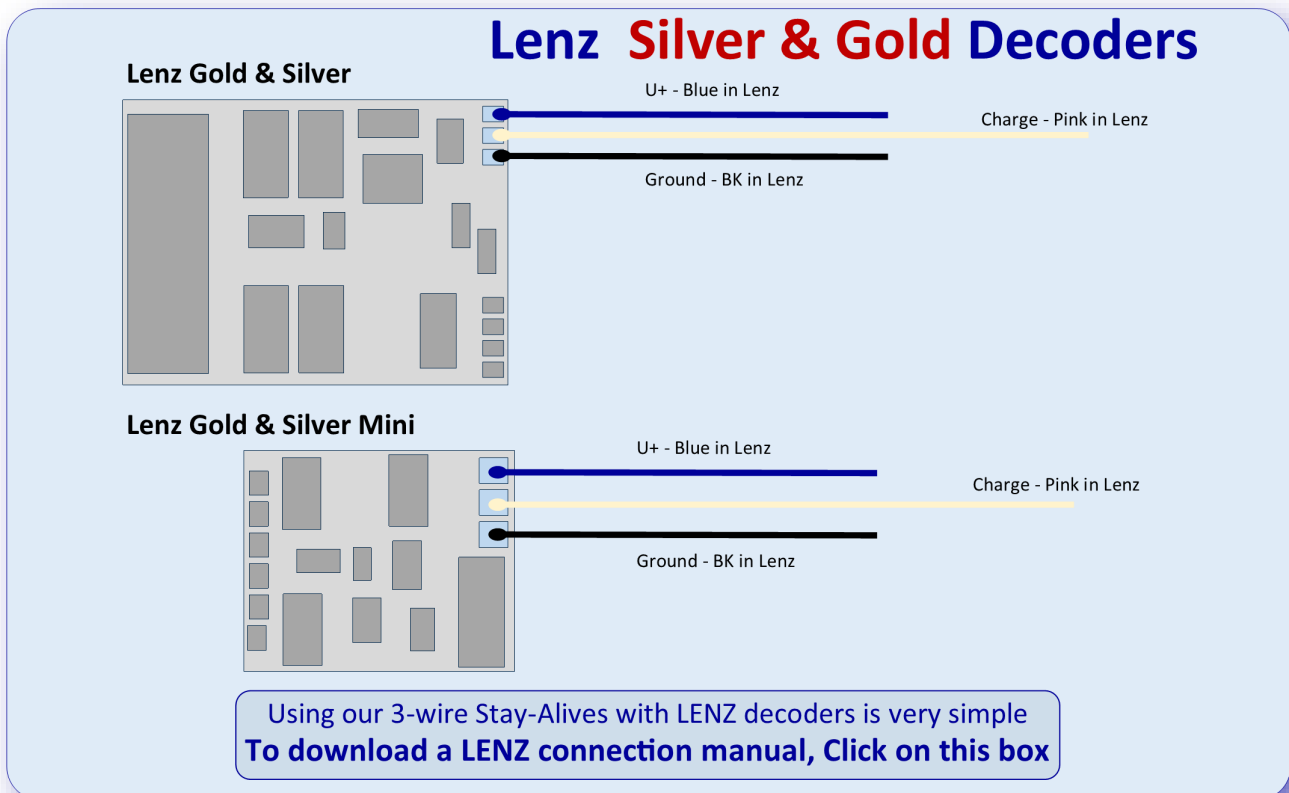 Lenz Silver & Gold Decoders
Lenz Gold & Silver
U+ - Blue in Lenz
Charge - Pink in Lenz
Ground - BK in Lenz
Lenz Gold & Silver Mini
U+ - Blue in Lenz
Charge - Pink in Lenz
Ground - BK in Lenz
Using our 3-wire Stay-Alives with LENZ decoders is very simple
To download a LENZ connection manual, Click on this box